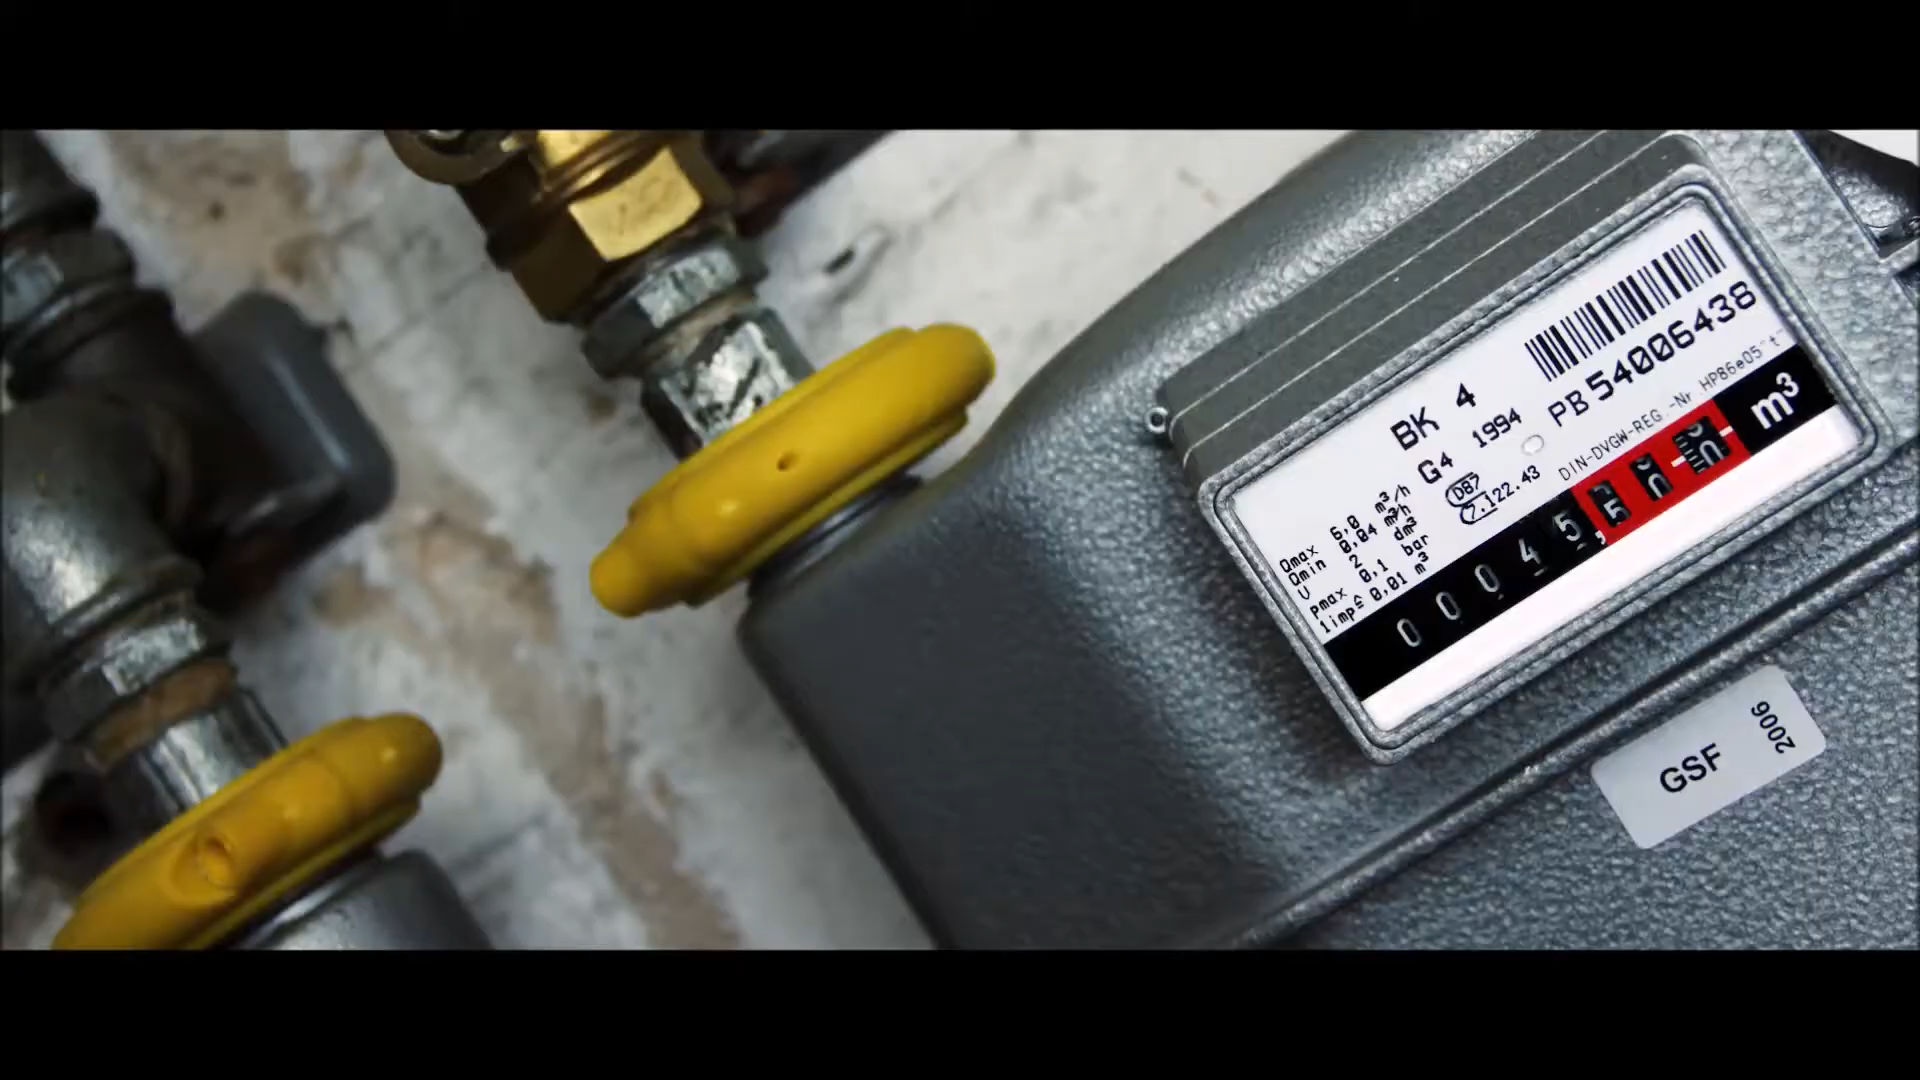 PB 54006438
BK 4
G4 1994
DIN-DVGW-REG.-Nr.
D87
7.122.43
Qmax 6,0 m³/h
Qmin 0,04 m³/h
V 2 dm³
pmax 0,1 bar
1imp≙ 0,01 m³
m³
00045,
GSF
2006